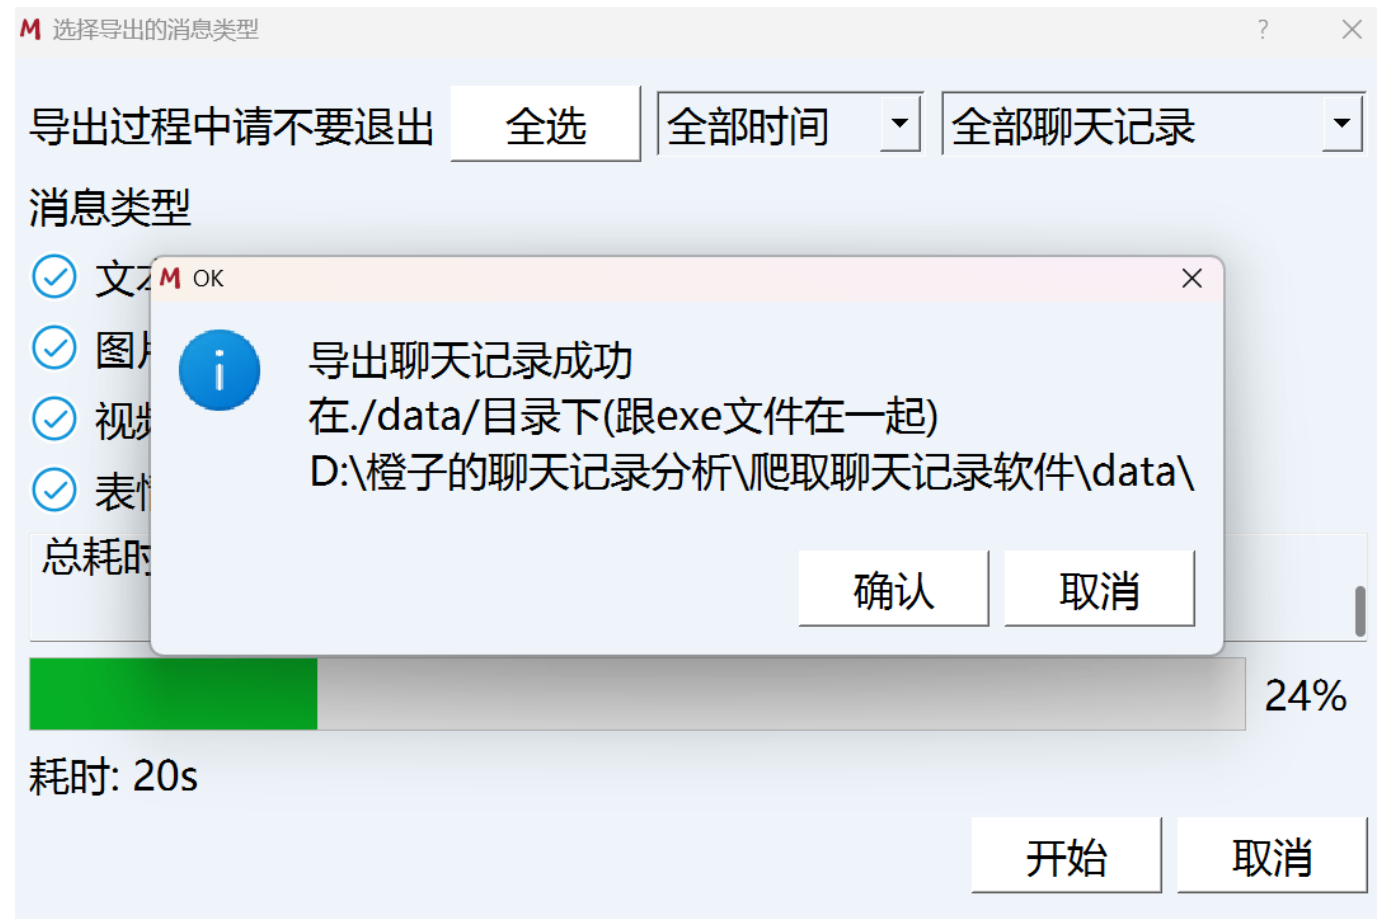 选择导出的消息类型
导出过程中请不要退出 全选 全部时间 全部聊天记录
消息类型
文
图
视
表
OK
导出聊天记录成功
在./data/目录下(跟exe文件在一起)
D:\橙子的聊天记录分析\爬取聊天记录软件\data\
确认 取消
总耗时
24%
耗时: 20s
开始 取消